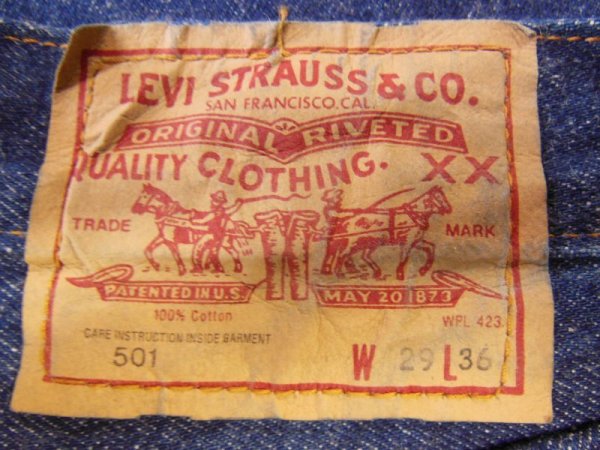 LEVI STRAUSS & CO.
SAN FRANCISCO. CAL.
ORIGINAL RIVETED
QUALITY CLOTHING. XX
TRADE MARK
PATENTED IN U.S. MAY 20 1873
100% Cotton WPL 423
CARE INSTRUCTION INSIDE GARMENT
501 W 29 L 36